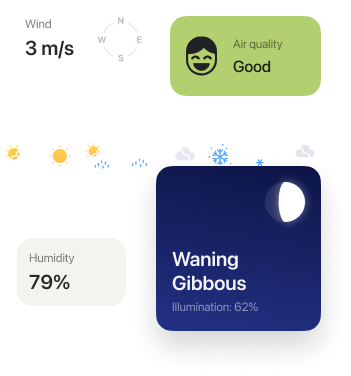 Wind
3 m/s
N
W E
S
Air quality
Good
Humidity
79%
Waning
Gibbous
Illumination: 62%